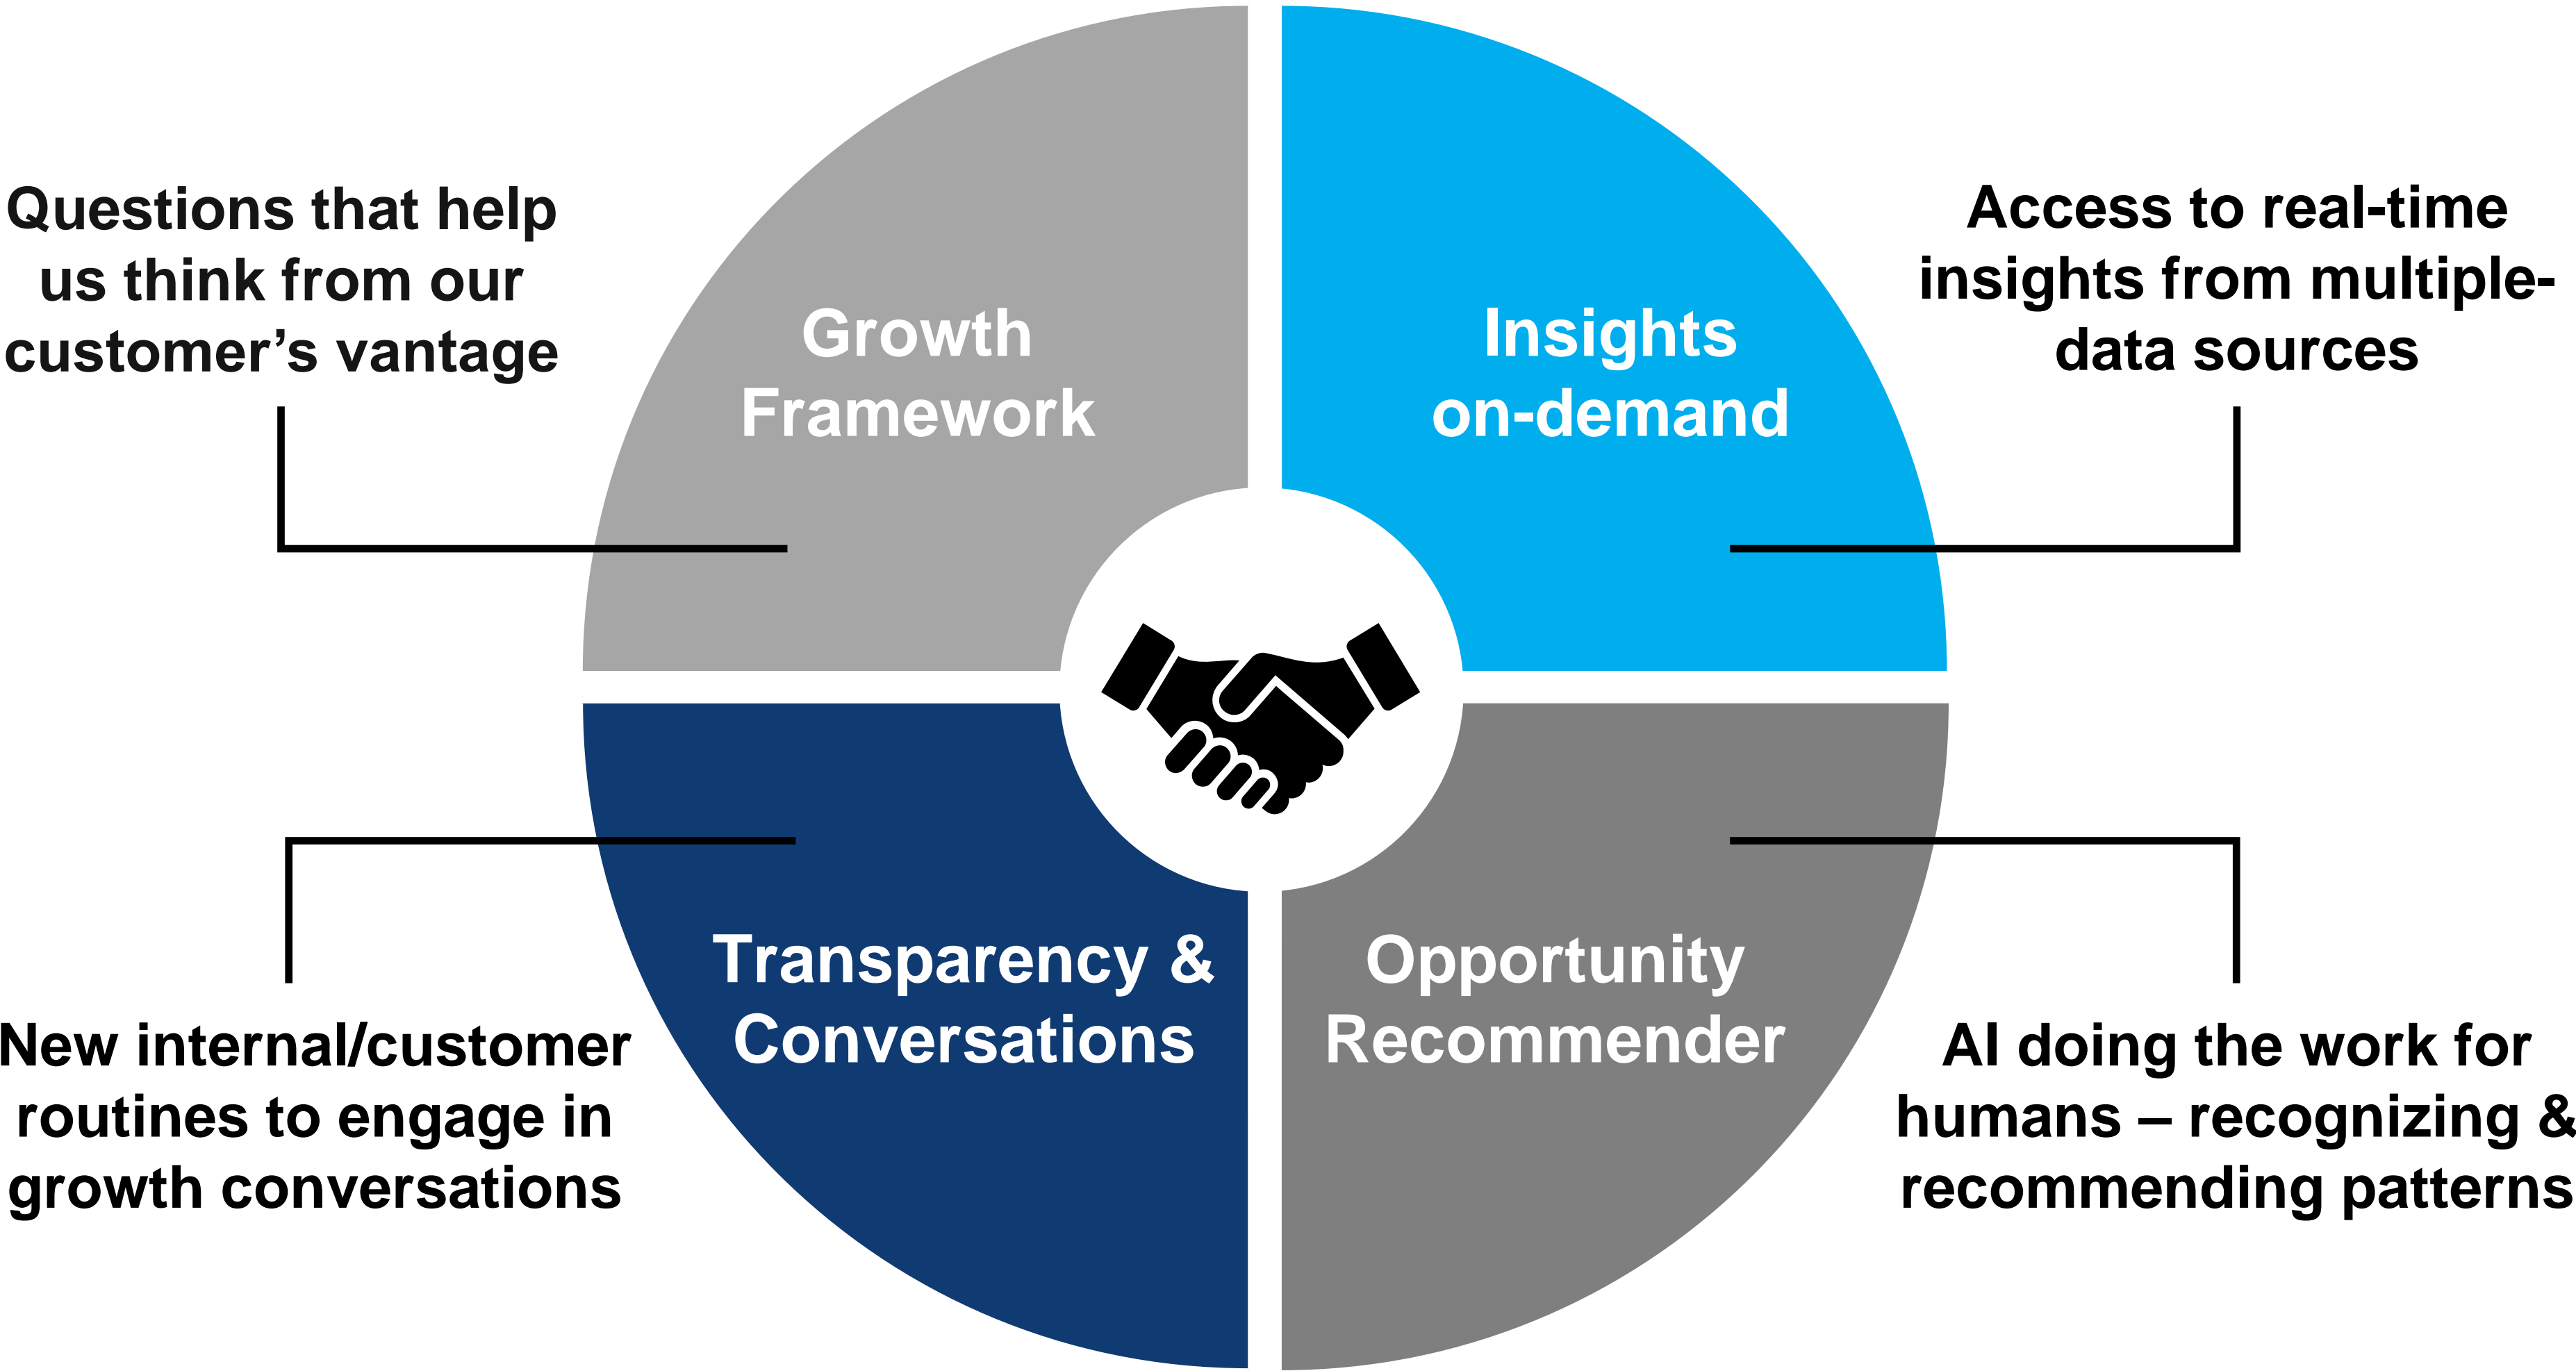 Questions that help
us think from our
customer’s vantage
Growth
Framework
Insights
on-demand
Access to real-time
insights from multiple-
data sources
New internal/customer
routines to engage in
growth conversations
Transparency &
Conversations
Opportunity
Recommender
AI doing the work for
humans – recognizing &
recommending patterns